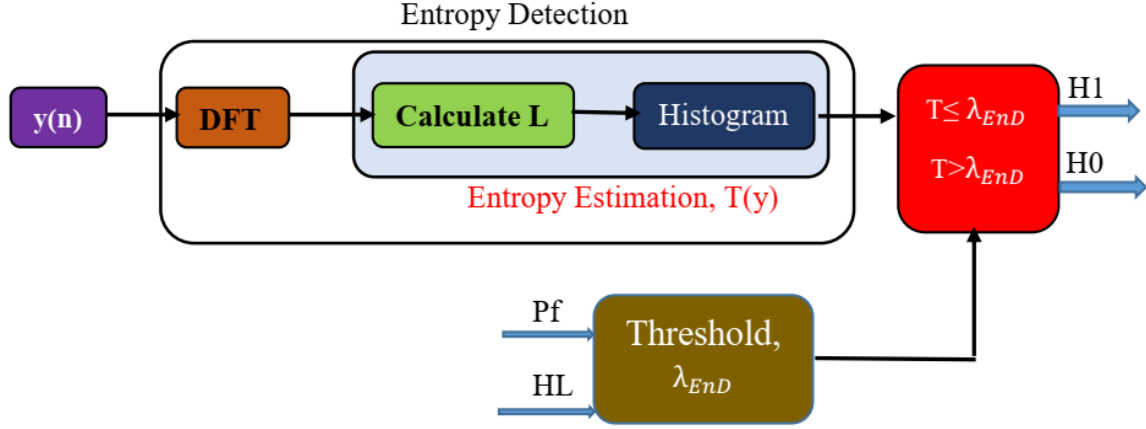 Entropy Detection
y(n)
DFT
Calculate L
Histogram
Entropy Estimation, T(y)
T≤ λ_EnD
T>λ_EnD
H1
H0
Pf
HL
Threshold,
λ_EnD